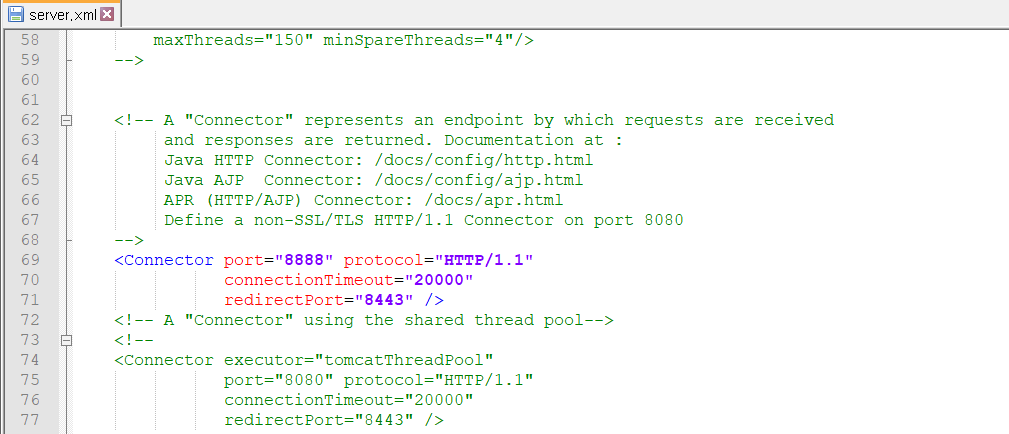 server.xml
58 maxThreads="150" minSpareThreads="4"/>
59 -->
60
61
62 <!-- A "Connector" represents an endpoint by which requests are received
63 and responses are returned. Documentation at :
64 Java HTTP Connector: /docs/config/http.html
65 Java AJP  Connector: /docs/config/ajp.html
66 APR (HTTP/AJP) Connector: /docs/apr.html
67 Define a non-SSL/TLS HTTP/1.1 Connector on port 8080
68 -->
69 <Connector port="8888" protocol="HTTP/1.1"
70 connectionTimeout="20000"
71 redirectPort="8443" />
72 <!-- A "Connector" using the shared thread pool-->
73 <!--
74 <Connector executor="tomcatThreadPool"
75 port="8080" protocol="HTTP/1.1"
76 connectionTimeout="20000"
77 redirectPort="8443" />